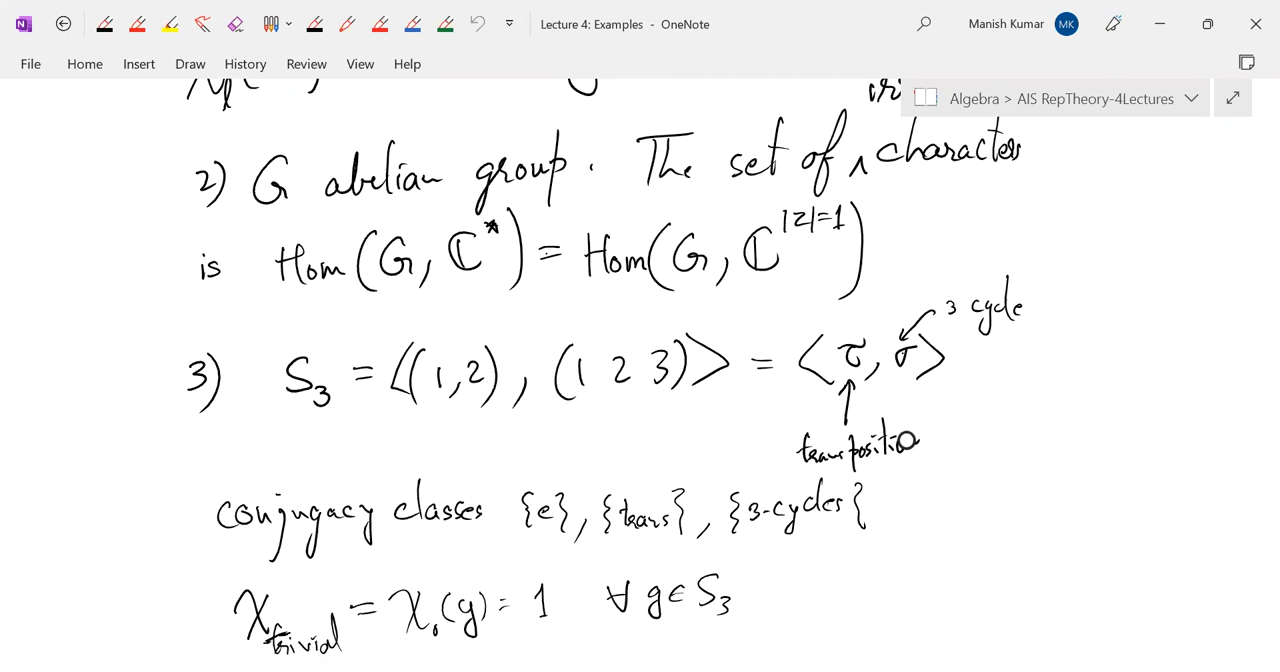 Lecture 4: Examples - OneNote
Manish Kumar MK
File Home Insert Draw History Review View Help
Algebra > AIS RepTheory-4Lectures
2) G abelian group. The set of ∧ characters
is Hom(G, ℂ*) = Hom(G, ℂ^{|z|=1})
3 cycle
3) S₃ = <(1,2), (1 2 3)> = <τ, σ>
transposition
conjugacy classes {e}, {trans}, {3-cycles{
χ_trivial = χ₀(g) = 1 ∀ g ∈ S₃